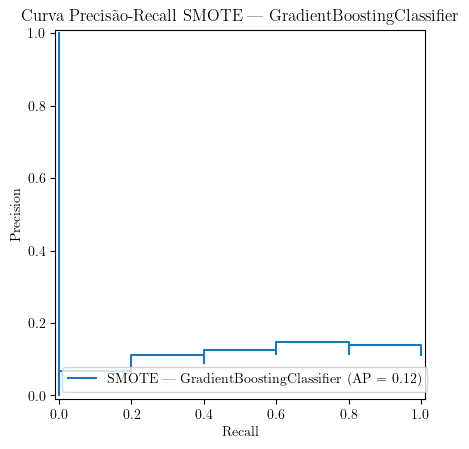 Curva Precisão-Recall SMOTE — GradientBoostingClassifier
1.0
0.8
0.6
0.4
0.2
0.0
Precision
SMOTE — GradientBoostingClassifier (AP = 0.12)
0.0 0.2 0.4 0.6 0.8 1.0
Recall